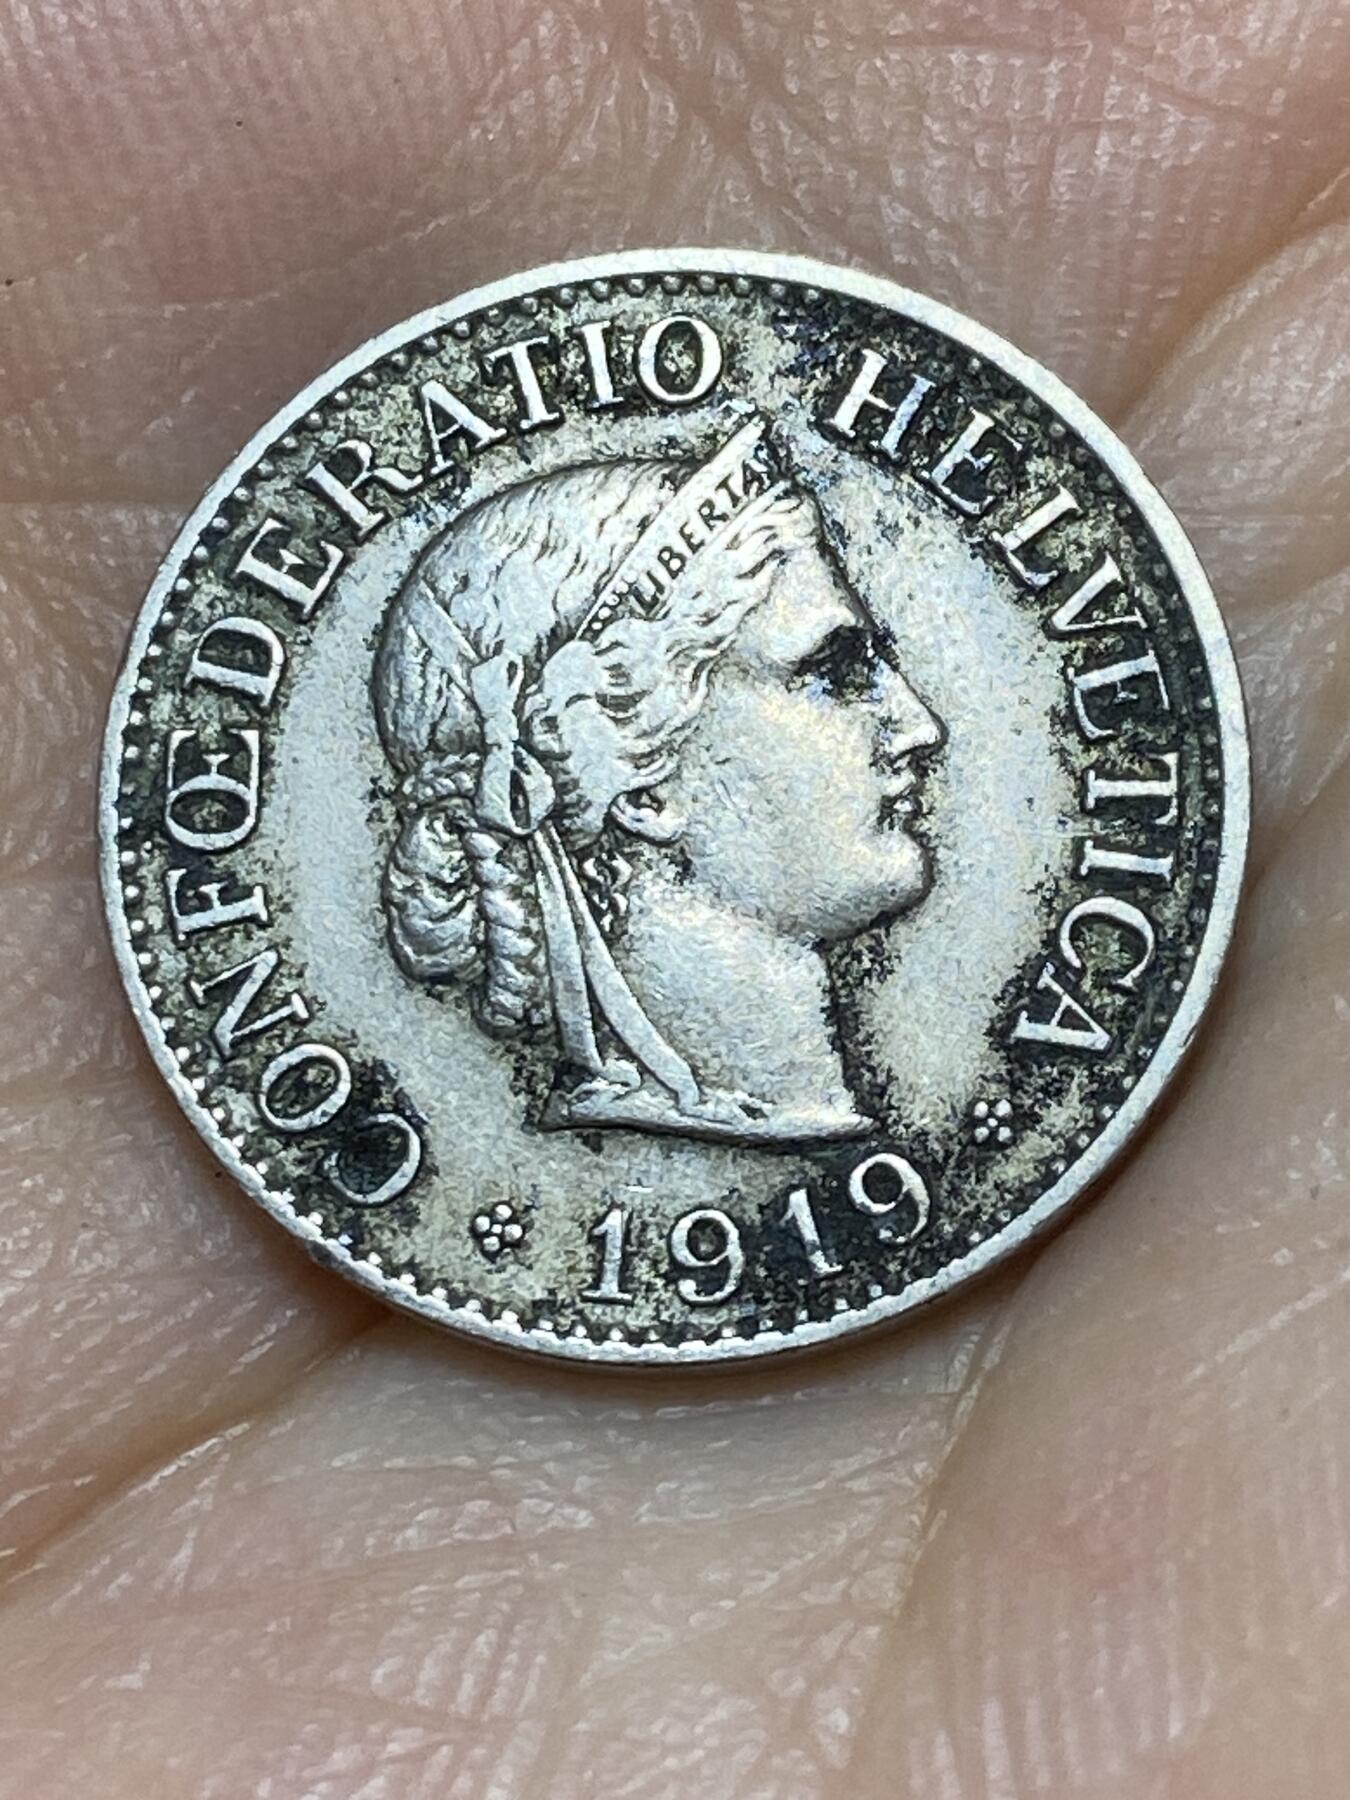 CONFŒDERATIO HELVETICA
LIBERTAS
1919